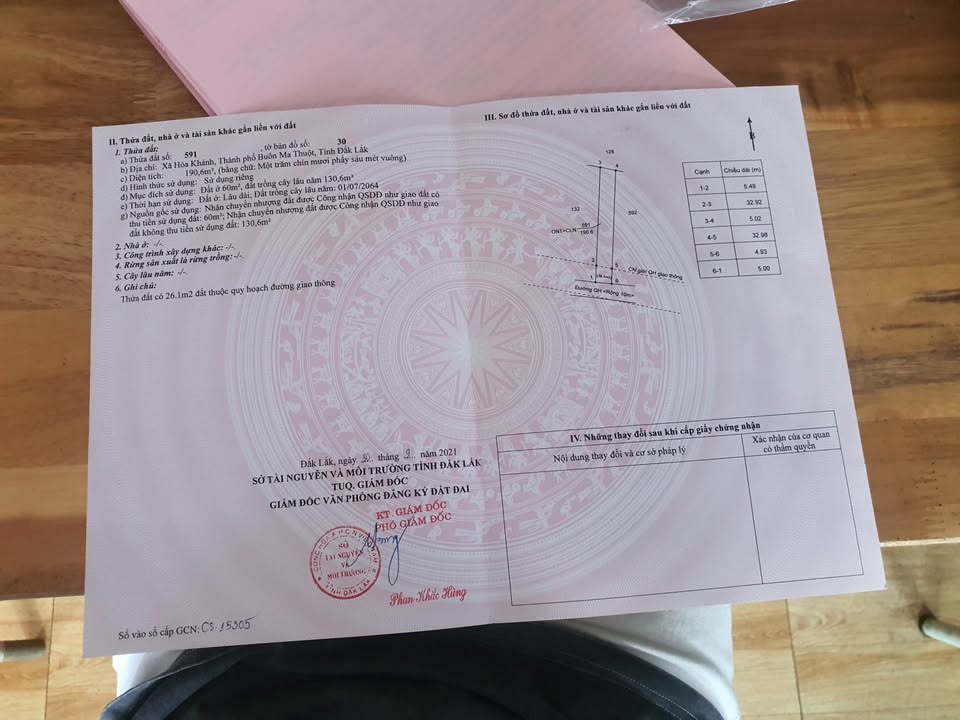 II. Thửa đất, nhà ở và tài sản khác gắn liền với đất
1. Thửa đất:
a) Thửa đất số: 591 , tờ bản đồ số: 30
b) Địa chỉ: Xã Hòa Khánh, Thành phố Buôn Ma Thuột, Tỉnh Đắk Lắk
c) Diện tích: 190,6m², (bằng chữ: Một trăm chín mươi phẩy sáu mét vuông)
d) Hình thức sử dụng: Sử dụng riêng
đ) Mục đích sử dụng: Đất ở 60m², đất trồng cây lâu năm 130,6m²
e) Thời hạn sử dụng: Đất ở: Lâu dài; Đất trồng cây lâu năm: 01/07/2064
g) Nguồn gốc sử dụng: Nhận chuyển nhượng đất được Công nhận QSDĐ như giao đất có
thu tiền sử dụng đất: 60m²; Nhận chuyển nhượng đất được Công nhận QSDĐ như giao
đất không thu tiền sử dụng đất: 130,6m²
2. Nhà ở: -/-.
3. Công trình xây dựng khác: -/-.
4. Rừng sản xuất là rừng trồng: -/-.
5. Cây lâu năm: -/-.
6. Ghi chú:
Thửa đất có 26.1m2 đất thuộc quy hoạch đường giao thông
Đắk Lắk, ngày 30 tháng 9 năm 2021
SỞ TÀI NGUYÊN VÀ MÔI TRƯỜNG TỈNH ĐẮK LẮK
TUQ. GIÁM ĐỐC
GIÁM ĐỐC VĂN PHÒNG ĐĂNG KÝ ĐẤT ĐAI
KT. GIÁM ĐỐC
PHÓ GIÁM ĐỐC
SỞ
TÀI NGUYÊN
VÀ
MÔI TRƯỜNG
TỈNH ĐẮK LẮK
Phan Khắc Hùng
Số vào sổ cấp GCN: CS.15305
III. Sơ đồ thửa đất, nhà ở và tài sản khác gắn liền với đất
B
128
3 4
132
592
ONT+CLN 591
190.6
2 5
1 6
Chỉ giới QH giao thông
Đường QH <Rộng 10m>
Cạnh Chiều dài (m)
1-2 5.49
2-3 32.92
3-4 5.02
4-5 32.98
5-6 4.93
6-1 5.00
IV. Những thay đổi sau khi cấp giấy chứng nhận
Nội dung thay đổi và cơ sở pháp lý
Xác nhận của cơ quan
có thẩm quyền